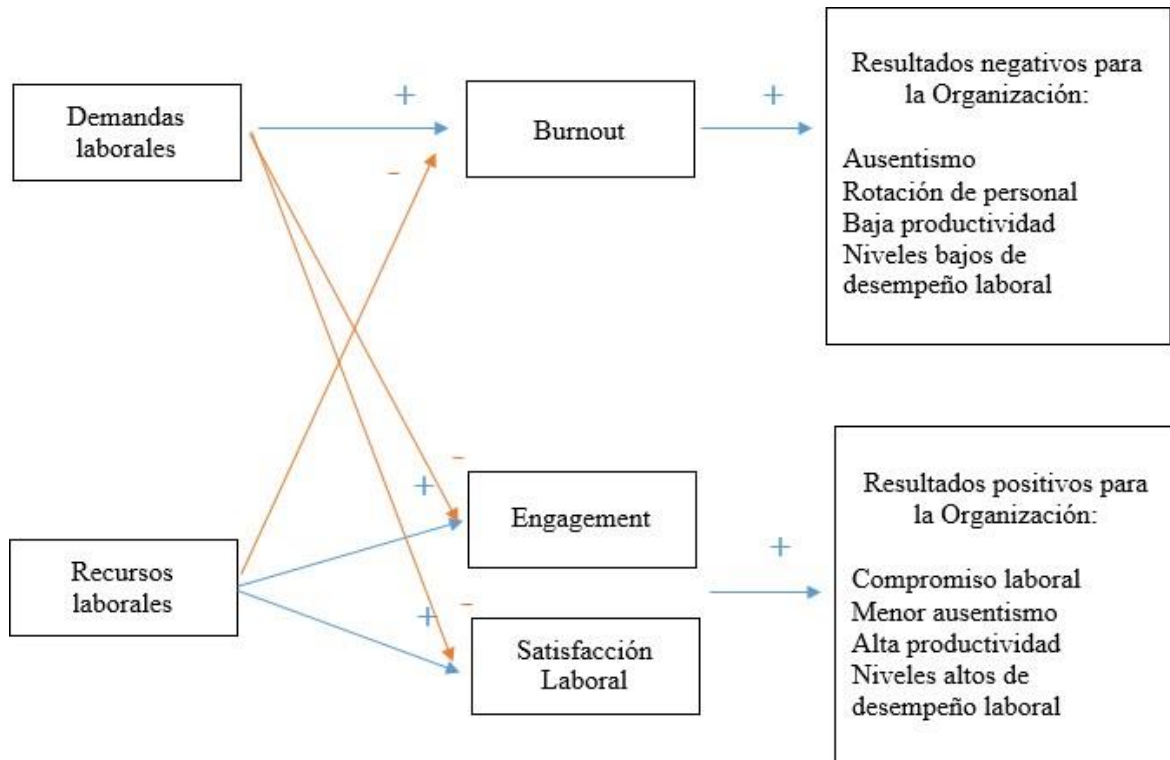 Demandas
laborales
+
Burnout
+
Resultados negativos para
la Organización:
Ausentismo
Rotación de personal
Baja productividad
Niveles bajos de
desempeño laboral
-
-
+
Engagement
Recursos
laborales
+
-
Satisfacción
Laboral
+
Resultados positivos para
la Organización:
Compromiso laboral
Menor ausentismo
Alta productividad
Niveles altos de
desempeño laboral